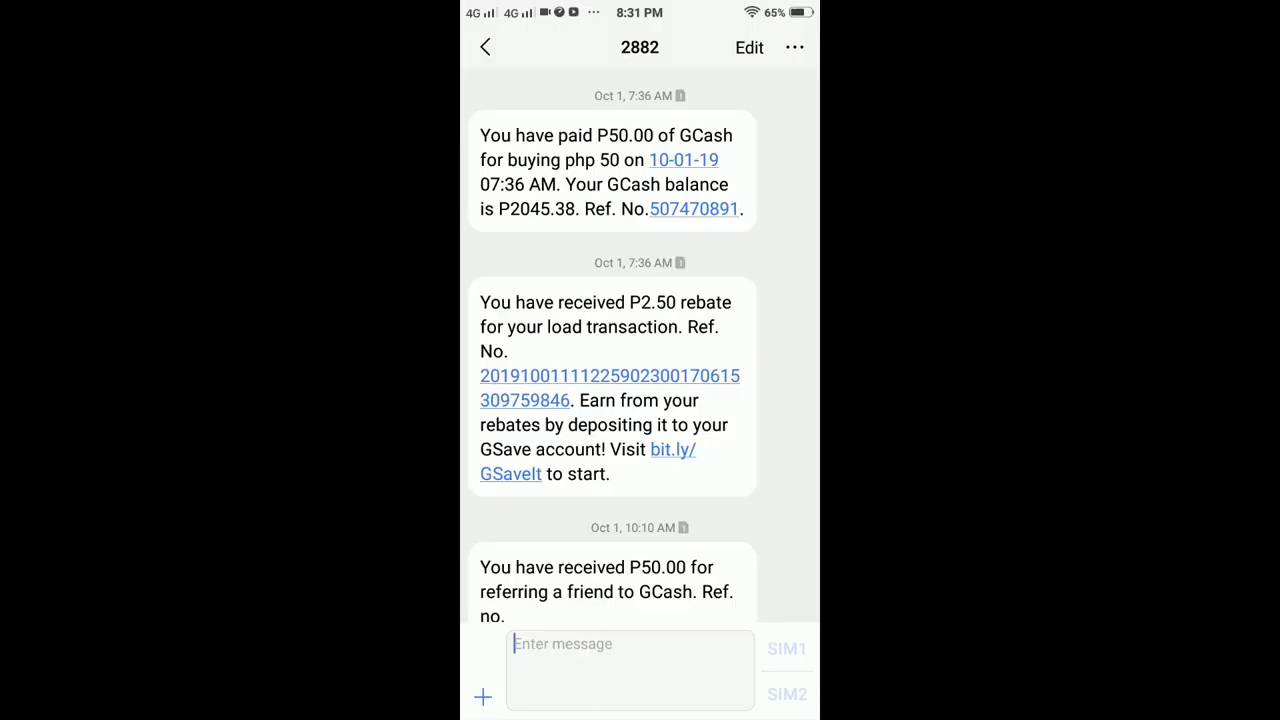 4G 4G ... 8:31 PM 65%
2882 Edit ...
Oct 1, 7:36 AM 1
You have paid P50.00 of GCash
for buying php 50 on 10-01-19
07:36 AM. Your GCash balance
is P2045.38. Ref. No.507470891.
Oct 1, 7:36 AM 1
You have received P2.50 rebate
for your load transaction. Ref.
No.
20191001111225902300170615
309759846. Earn from your
rebates by depositing it to your
GSave account! Visit bit.ly/
GSaveIt to start.
Oct 1, 10:10 AM 1
You have received P50.00 for
referring a friend to GCash. Ref.
no.
Enter message
SIM1
SIM2